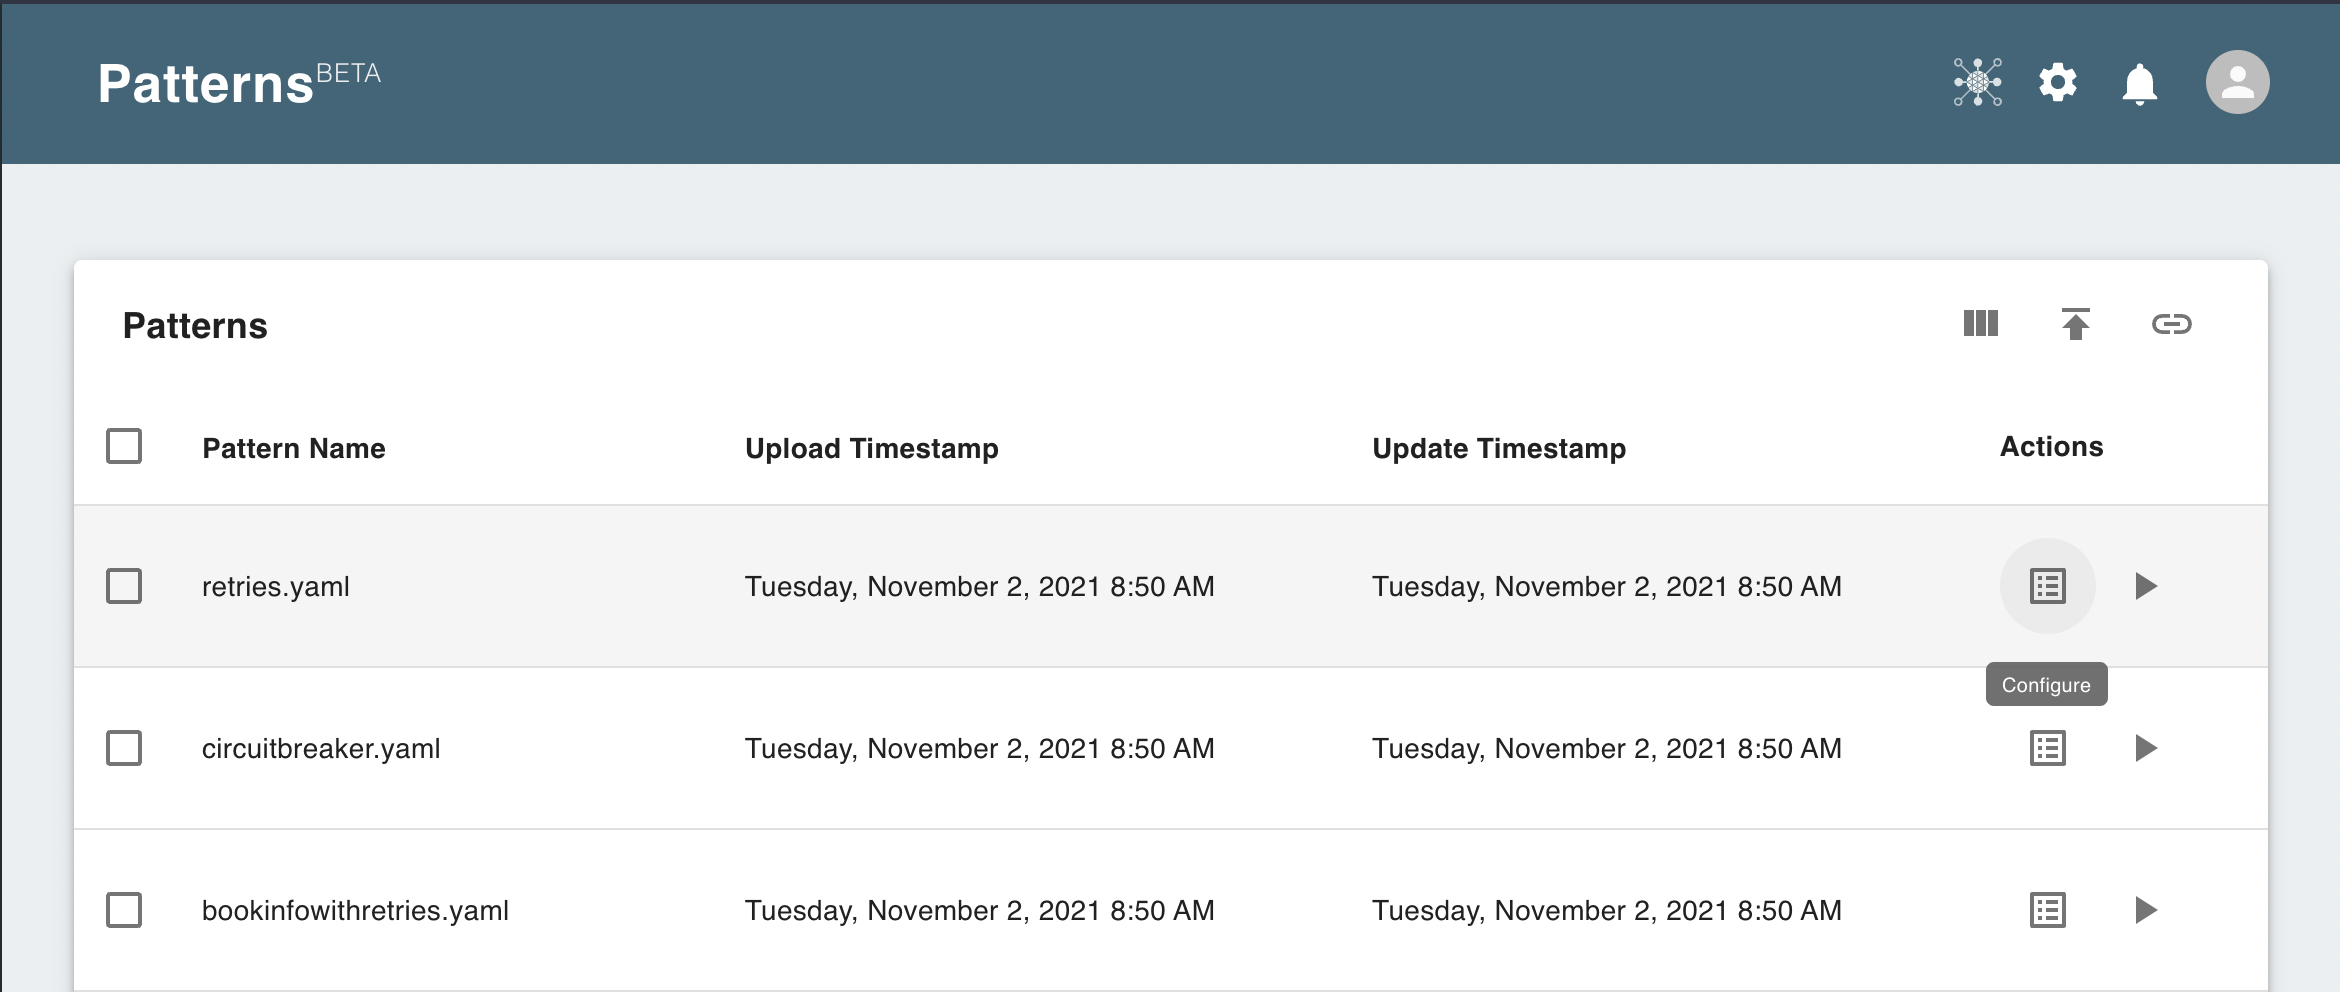 Patterns BETA
Patterns
Pattern Name Upload Timestamp Update Timestamp Actions
retries.yaml Tuesday, November 2, 2021 8:50 AM Tuesday, November 2, 2021 8:50 AM
Configure
circuitbreaker.yaml Tuesday, November 2, 2021 8:50 AM Tuesday, November 2, 2021 8:50 AM
bookinfowithretries.yaml Tuesday, November 2, 2021 8:50 AM Tuesday, November 2, 2021 8:50 AM